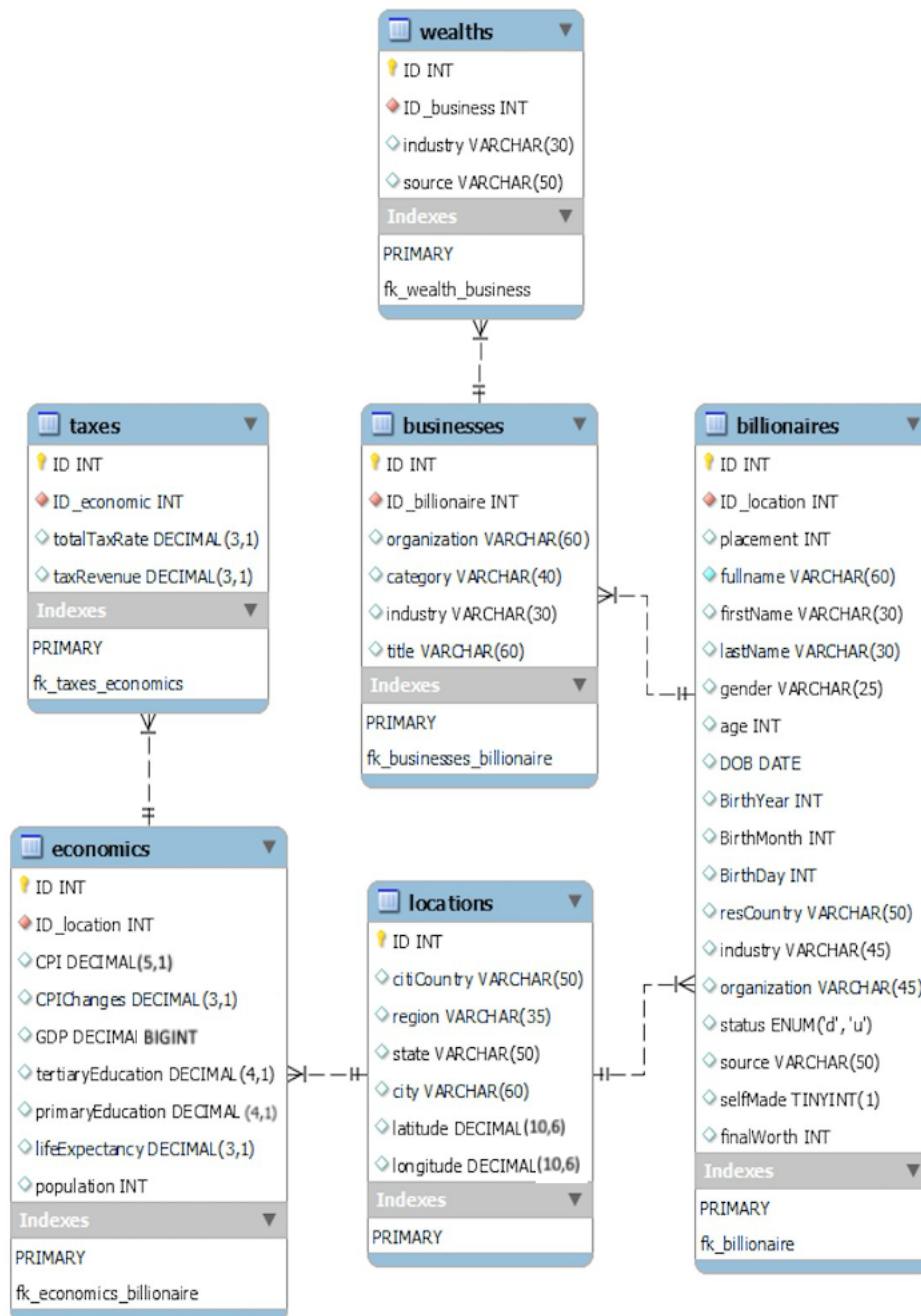 wealths
ID INT
ID_business INT
industry VARCHAR(30)
source VARCHAR(50)
Indexes
PRIMARY
fk_wealth_business
taxes
ID INT
ID_economic INT
totalTaxRate DECIMAL(3,1)
taxRevenue DECIMAL(3,1)
Indexes
PRIMARY
fk_taxes_economics
businesses
ID INT
ID_billionaire INT
organization VARCHAR(60)
category VARCHAR(40)
industry VARCHAR(30)
title VARCHAR(60)
Indexes
PRIMARY
fk_businesses_billionaire
billionaires
ID INT
ID_location INT
placement INT
fullname VARCHAR(60)
firstName VARCHAR(30)
lastName VARCHAR(30)
gender VARCHAR(25)
age INT
DOB DATE
BirthYear INT
BirthMonth INT
BirthDay INT
resCountry VARCHAR(50)
industry VARCHAR(45)
organization VARCHAR(45)
status ENUM('d', 'u')
source VARCHAR(50)
selfMade TINYINT(1)
finalWorth INT
Indexes
PRIMARY
fk_billionaire
economics
ID INT
ID_location INT
CPI DECIMAL(5,1)
CPIChanges DECIMAL(3,1)
GDP DECIMAL BIGINT
tertiaryEducation DECIMAL(4,1)
primaryEducation DECIMAL (4,1)
lifeExpectancy DECIMAL(3,1)
population INT
Indexes
PRIMARY
fk_economics_billionaire
locations
ID INT
citiCountry VARCHAR(50)
region VARCHAR(35)
state VARCHAR(50)
city VARCHAR(60)
latitude DECIMAL(10,6)
longitude DECIMAL(10,6)
Indexes
PRIMARY